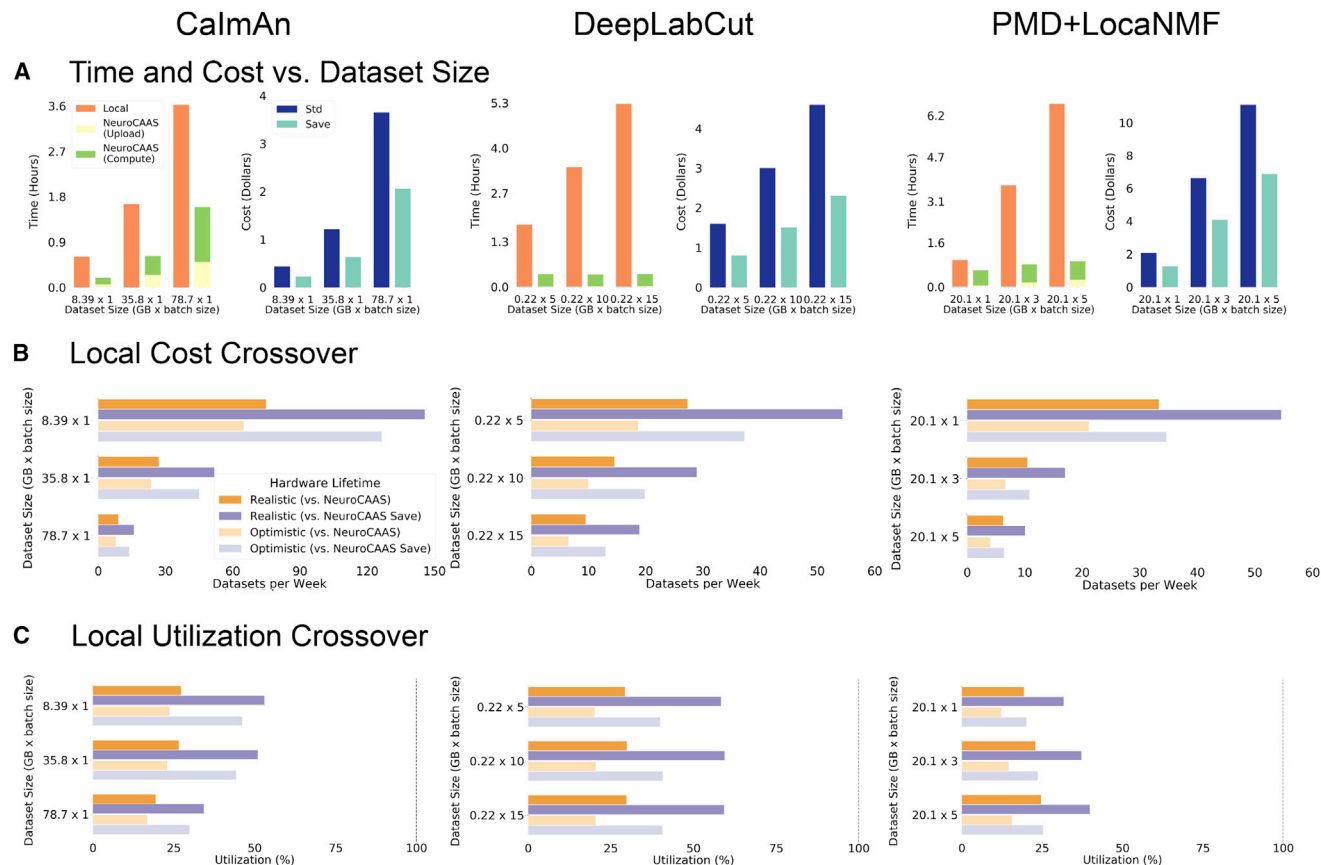 CaImAn
DeepLabCut
PMD+LocaNMF
A Time and Cost vs. Dataset Size
Time (Hours)
3.6
2.7
1.8
0.9
0.0
Local
NeuroCAAS
(Upload)
NeuroCAAS
(Compute)
8.39 x 1 35.8 x 1 78.7 x 1
Dataset Size (GB x batch size)
Cost (Dollars)
4
3
2
1
0
Std
Save
8.39 x 1 35.8 x 1 78.7 x 1
Dataset Size (GB x batch size)
Time (Hours)
5.3
4.0
2.7
1.3
0.0
0.22 x 5 0.22 x 10 0.22 x 15
Dataset Size (GB x batch size)
Cost (Dollars)
4
3
2
1
0
0.22 x 5 0.22 x 10 0.22 x 15
Dataset Size (GB x batch size)
Time (Hours)
6.2
4.7
3.1
1.6
0.0
20.1 x 1 20.1 x 3 20.1 x 5
Dataset Size (GB x batch size)
Cost (Dollars)
10
8
6
4
2
0
20.1 x 1 20.1 x 3 20.1 x 5
Dataset Size (GB x batch size)
B Local Cost Crossover
Dataset Size (GB x batch size)
8.39 x 1
35.8 x 1
78.7 x 1
Hardware Lifetime
Realistic (vs. NeuroCAAS)
Realistic (vs. NeuroCAAS Save)
Optimistic (vs. NeuroCAAS)
Optimistic (vs. NeuroCAAS Save)
0 30 60 90 120 150
Datasets per Week
Dataset Size (GB x batch size)
0.22 x 5
0.22 x 10
0.22 x 15
0 10 20 30 40 50 60
Datasets per Week
Dataset Size (GB x batch size)
20.1 x 1
20.1 x 3
20.1 x 5
0 10 20 30 40 50 60
Datasets per Week
C Local Utilization Crossover
Dataset Size (GB x batch size)
8.39 x 1
35.8 x 1
78.7 x 1
0 25 50 75 100
Utilization (%)
Dataset Size (GB x batch size)
0.22 x 5
0.22 x 10
0.22 x 15
0 25 50 75 100
Utilization (%)
Dataset Size (GB x batch size)
20.1 x 1
20.1 x 3
20.1 x 5
0 25 50 75 100
Utilization (%)